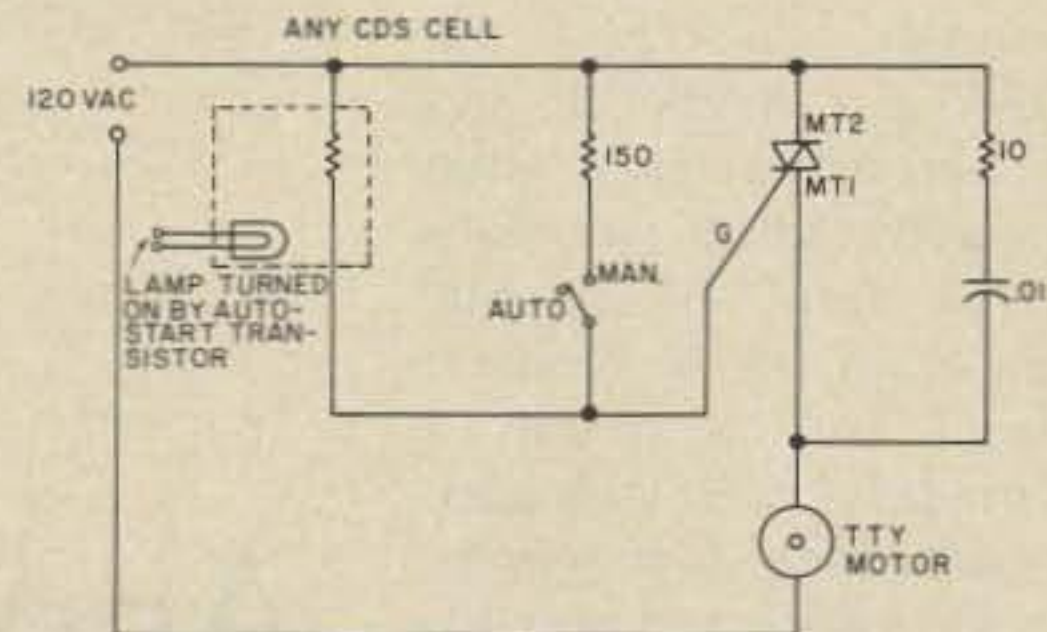 ANY CDS CELL
120 VAC
MT2
150
10
MT1
G
MAN.
AUTO
.01
LAMP TURNED
ON BY AUTO-
START TRAN-
SISTOR
TTY
MOTOR